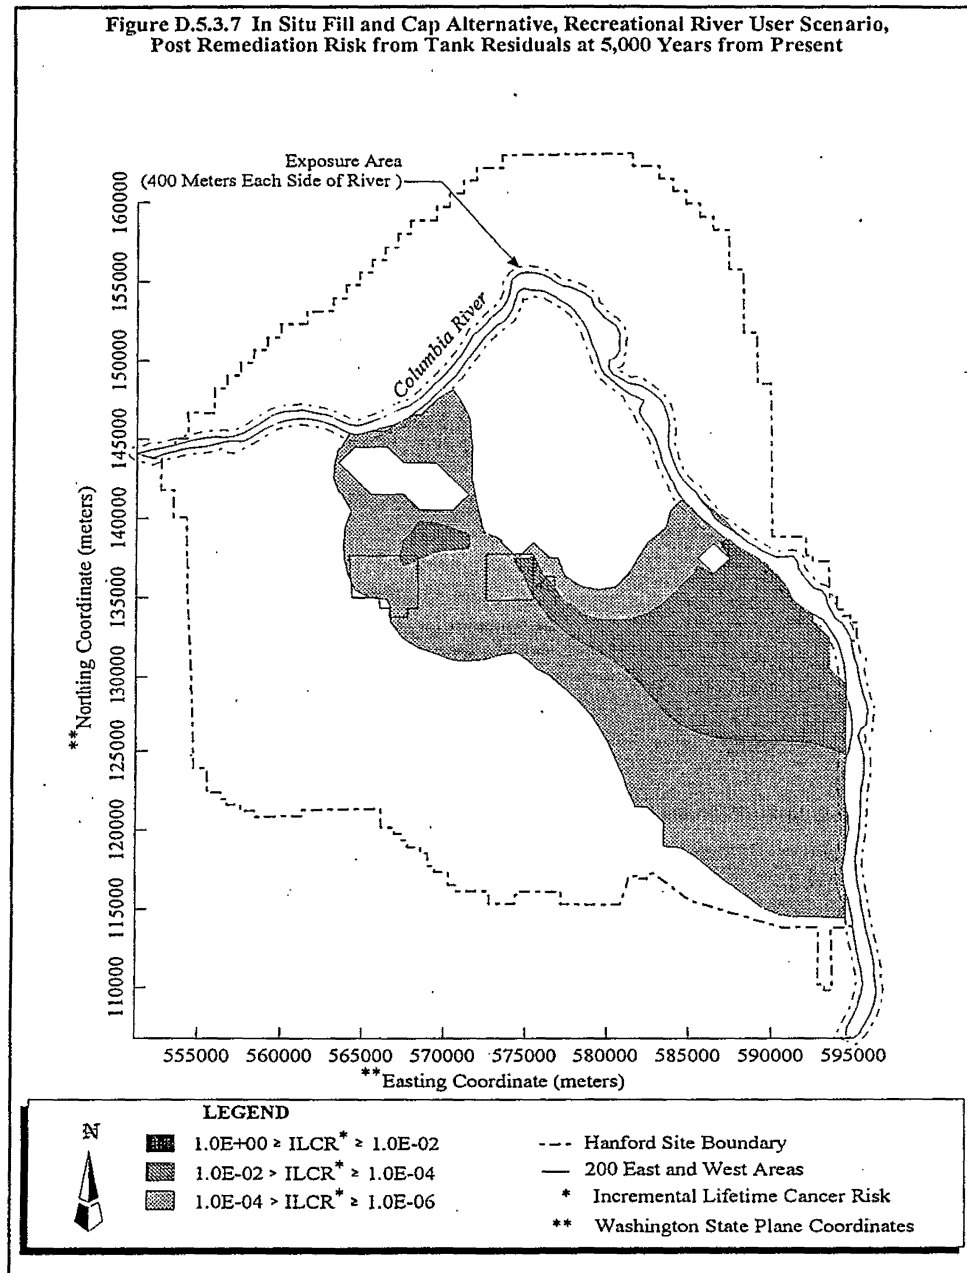 Figure D.5.3.7 In Situ Fill and Cap Alternative, Recreational River User Scenario,
Post Remediation Risk from Tank Residuals at 5,000 Years from Present
Exposure Area
(400 Meters Each Side of River )
Columbia River
**Northing Coordinate (meters)
160000
155000
150000
145000
140000
135000
130000
125000
120000
115000
110000
555000 560000 565000 570000 575000 580000 585000 590000 595000
**Easting Coordinate (meters)
LEGEND
N
1.0E+00 ≥ ILCR* ≥ 1.0E-02
1.0E-02 > ILCR* ≥ 1.0E-04
1.0E-04 > ILCR* ≥ 1.0E-06
Hanford Site Boundary
200 East and West Areas
* Incremental Lifetime Cancer Risk
** Washington State Plane Coordinates